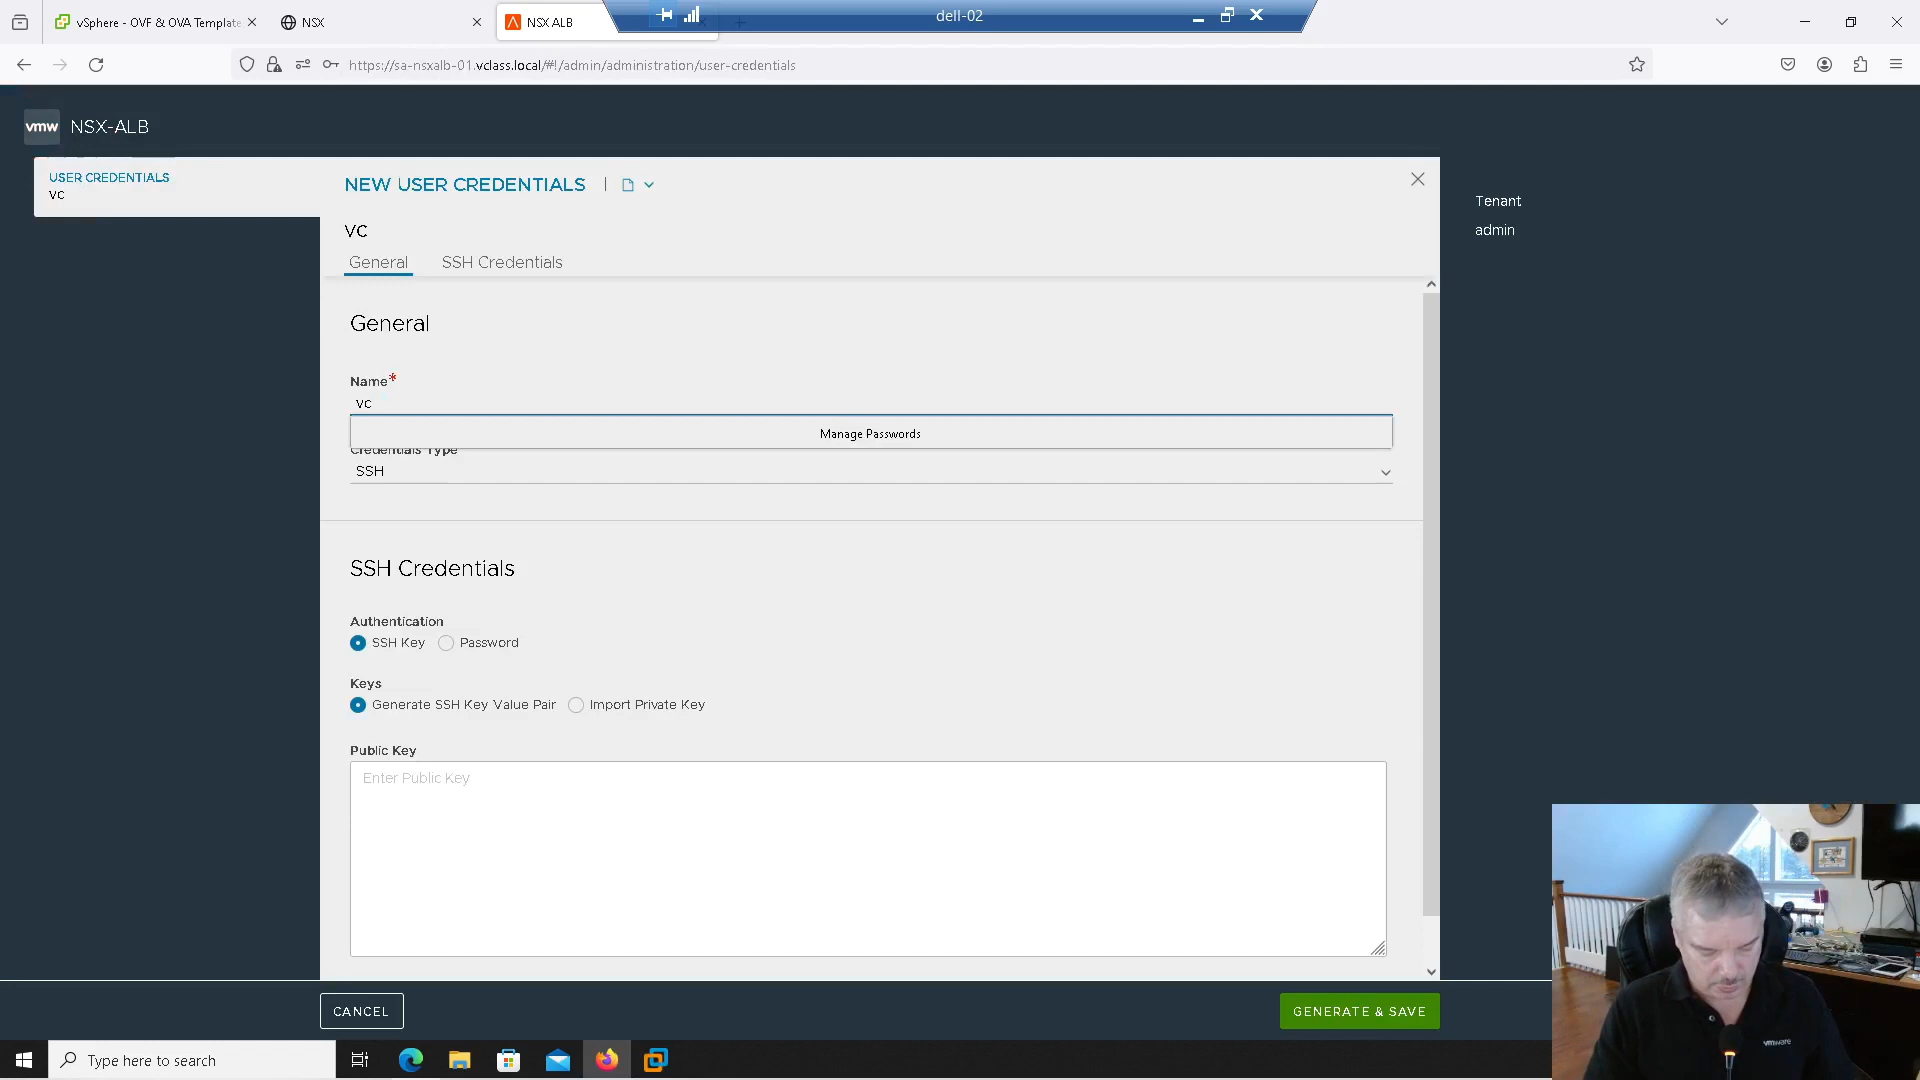 dell-02
vSphere - OVF & OVA Template
NSX
NSX ALB
https://sa-nsxalb-01.vclass.local/#!/admin/administration/user-credentials
vmw NSX-ALB
USER CREDENTIALS
vc
NEW USER CREDENTIALS
vc
General
SSH Credentials
Tenant
admin
General
Name*
vc
Manage Passwords
Credentials Type
SSH
SSH Credentials
Authentication
SSH Key
Password
Keys
Generate SSH Key Value Pair
Import Private Key
Public Key
Enter Public Key
CANCEL
GENERATE & SAVE
Type here to search
vmware